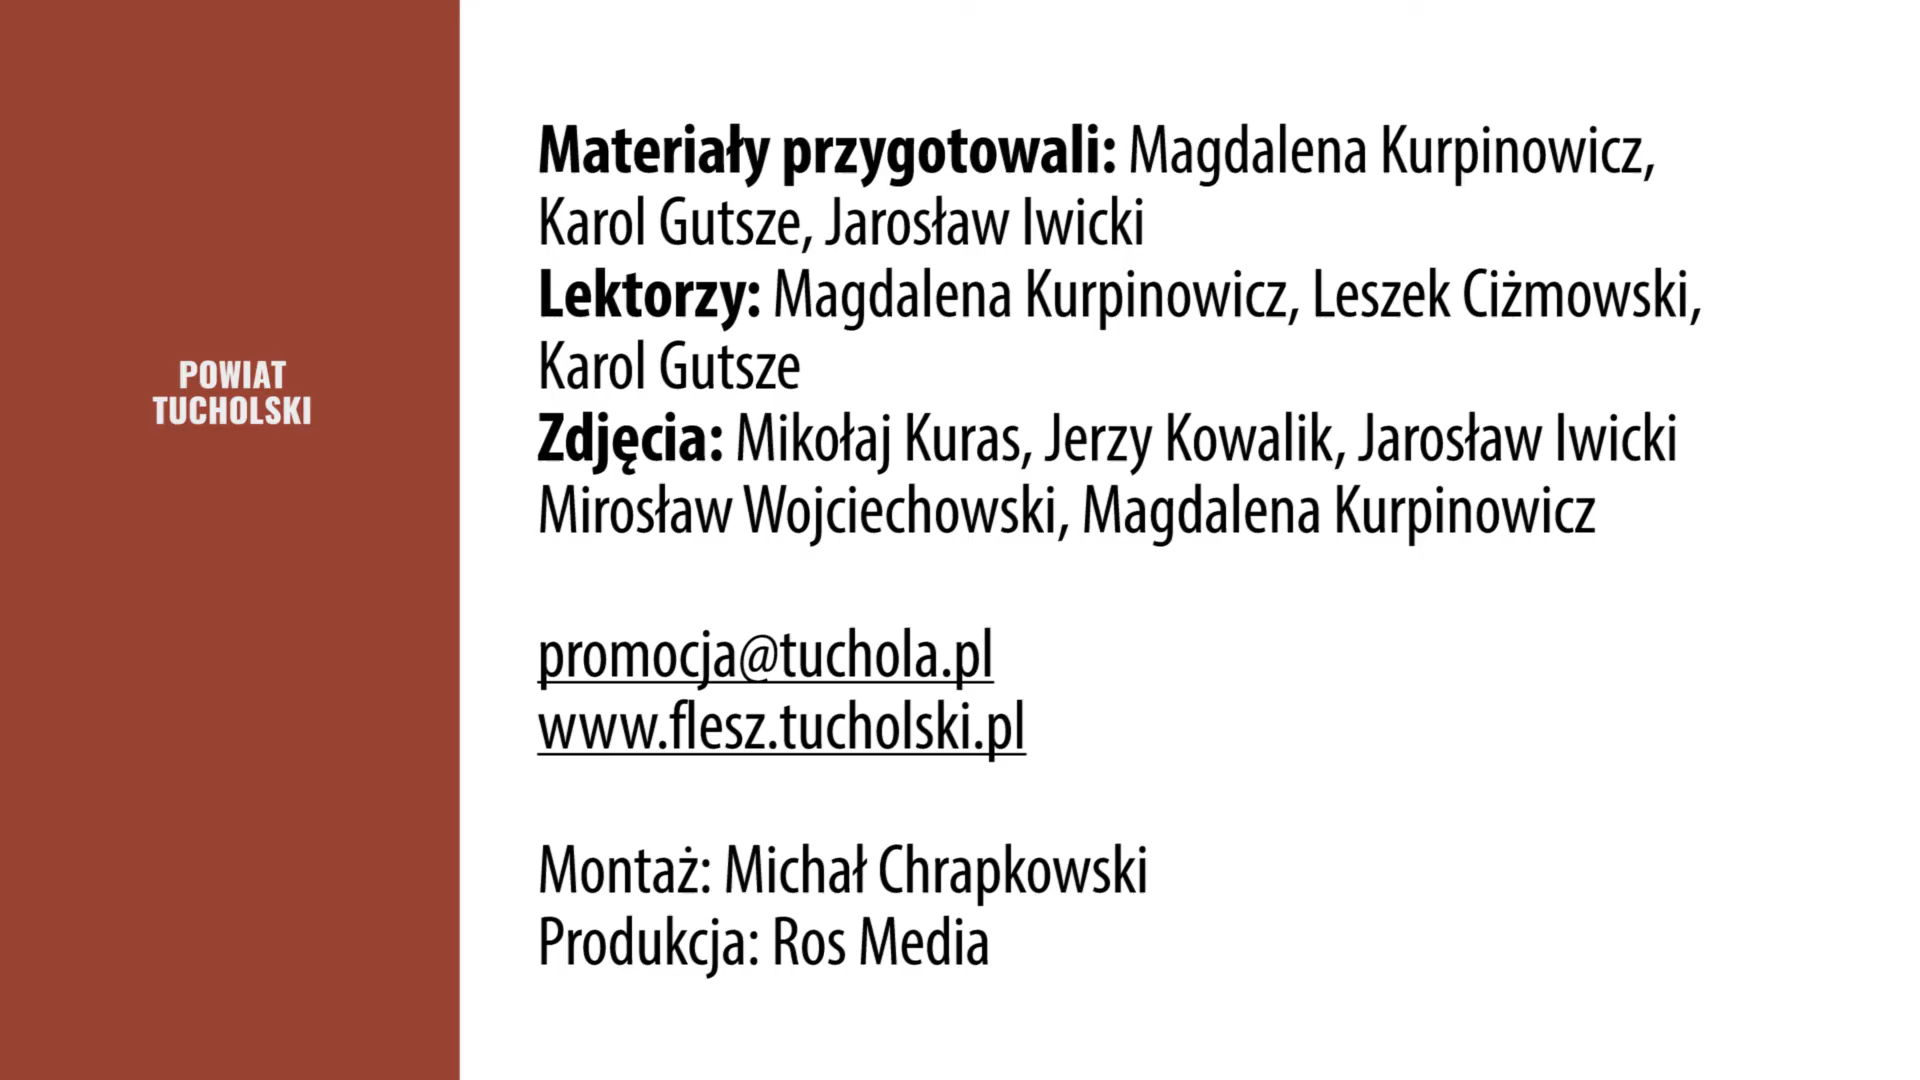 POWIAT
TUCHOLSKI
Materiały przygotowali: Magdalena Kurpinowicz,
Karol Gutsze, Jarosław Iwicki
Lektorzy: Magdalena Kurpinowicz, Leszek Ciżmowski,
Karol Gutsze
Zdjęcia: Mikołaj Kuras, Jerzy Kowalik, Jarosław Iwicki
Mirosław Wojciechowski, Magdalena Kurpinowicz
promocja@tuchola.pl
www.flesz.tucholski.pl
Montaż: Michał Chrapkowski
Produkcja: Ros Media